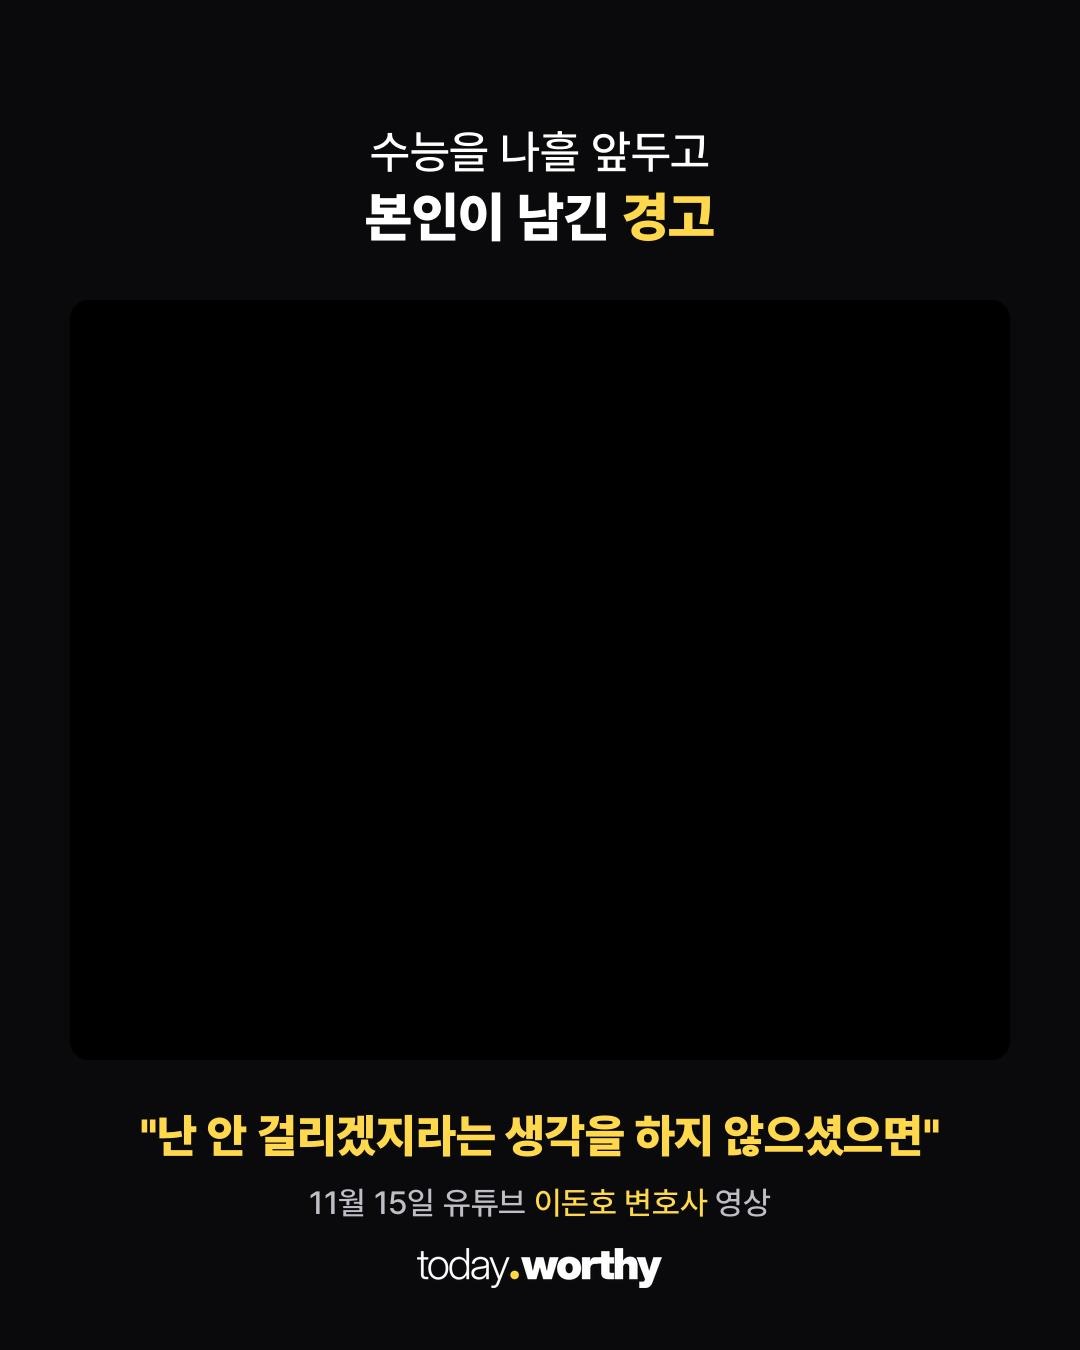 수능을 나흘 앞두고
본인이 남긴 경고
"난 안 걸리겠지라는 생각을 하지 않으셨으면"
11월 15일 유튜브 이돈호 변호사 영상
today.worthy